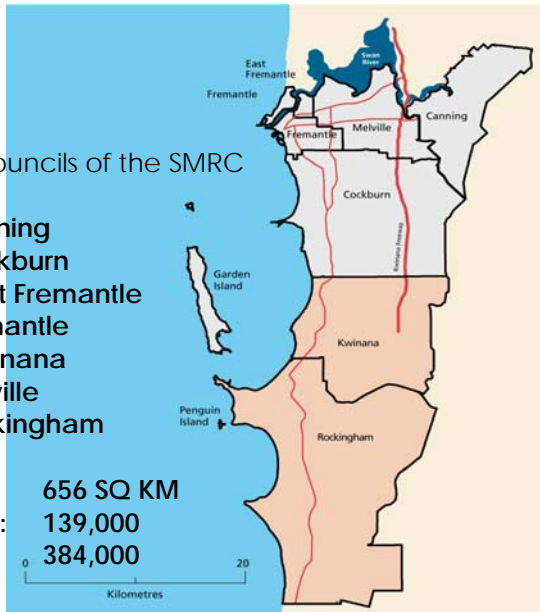 Swan
River
East
Fremantle
Fremantle
Canning
Fremantle
Melville
ouncils of the SMRC
Cockburn
ning
kburn
t Fremantle
mantle
nana
ville
kingham
Kwinana Freeway
Garden
Island
Kwinana
Penguin
Island
Rockingham
656 SQ KM
: 139,000
384,000
0 20
Kilometres